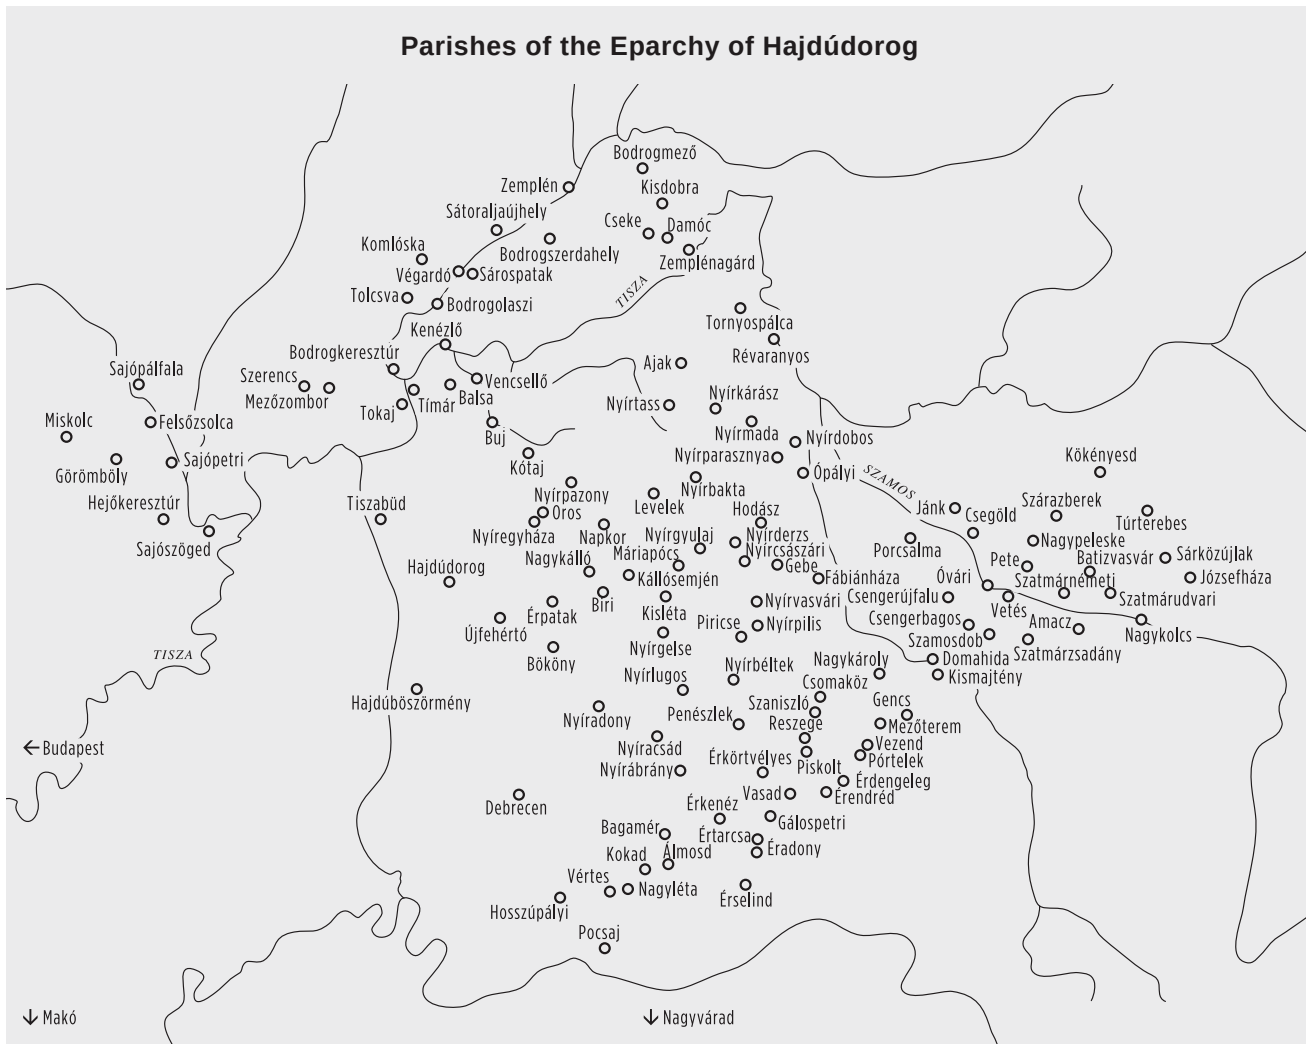 Parishes of the Eparchy of Hajdúdorog
Bodrogmező
Zemplén
Kisdobra
Sátoraljaújhely
Cseke
Damóc
Komlóska
Bodrogszerdahely
Zemplénagárd
Végardó
Sárospatak
TISZA
Tolcsva
Bodrogolaszi
Tornyospálca
Kenézlő
Révaranyos
Bodrogkeresztúr
Ajak
Sajópálfala
Szerencs
Vencsellő
Mezőzombor
Balsa
Nyírkárász
Tokaj
Tímár
Nyírtass
Miskolc
Felsőzsolca
Buj
Nyírmada
Nyírdobos
Nyírparasznya
Kökényesd
Görömböly
Sajópetri
Kótaj
Ópályi
SZAMOS
Nyírpazony
Nyírbakta
Hejőkeresztúr
Tiszabüd
Levelek
Jánk
Szárazberek
Oros
Hodász
Csegöld
Túrterebes
Nyíregyháza
Napkor
Nyírgyulaj
Nyírderzs
Sajószöged
Nagykálló
Máriapócs
Nyírcsászári
Porcsalma
Nagypeleske
Hajdúdorog
Kállósemjén
Gebe
Pete
Batizvasvár
Sárközújlak
Fábiánháza
Óvári
Szatmárnémeti
Józsefháza
Biri
Csengerújfalu
Vetés
Szatmárudvari
Érpatak
Kisléta
Nyírvasvári
Újfehértó
Piricse
Nyírpilis
Csengerbagos
Amacz
Nagykolcs
Nyírgelse
Szamosdob
Szatmárzsadány
TISZA
Bököny
Nyírbéltek
Nagykároly
Domahida
Nyírlugos
Csomaköz
Kismajtény
Hajdúböszörmény
Szaniszló
Gencs
Nyíradony
Penészlek
Reszege
Mezőterem
Budapest
Nyíracsád
Vezend
Nyírábrány
Érkörtvélyes
Piskolt
Pórtelek
Érdengeleg
Debrecen
Vasad
Érendréd
Érkenéz
Gálospetri
Bagamér
Értarcsa
Kokad
Álmosd
Éradony
Vértes
Nagyléta
Érselind
Hosszúpályi
Pocsaj
Makó
Nagyvárad